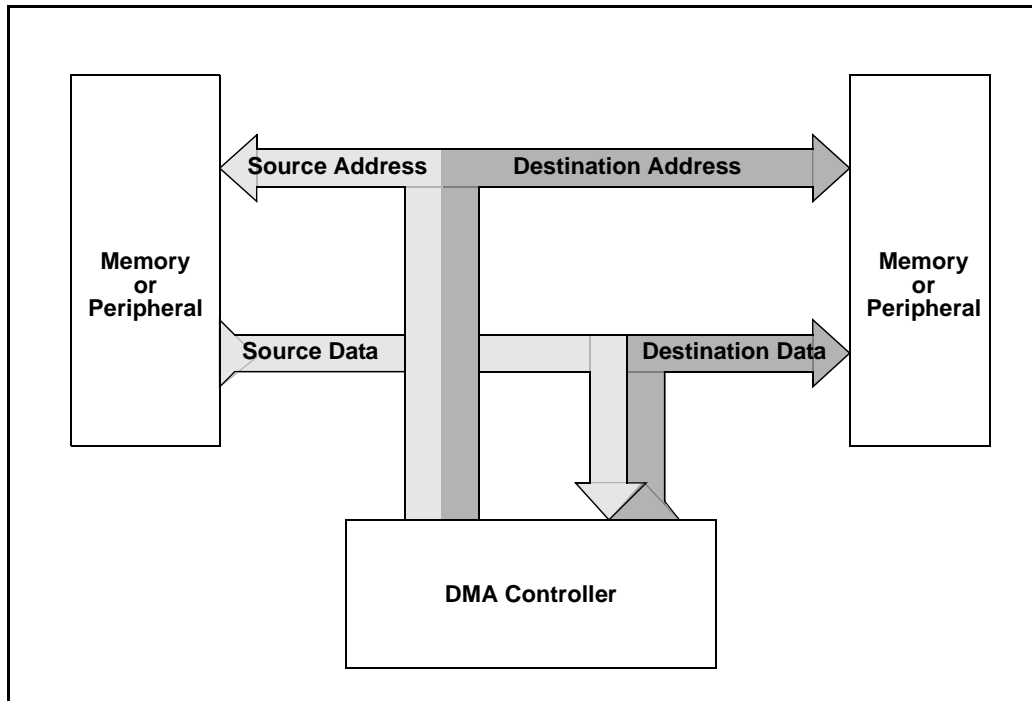 Source Address
Destination Address
Memory
or
Peripheral
Memory
or
Peripheral
Source Data
Destination Data
DMA Controller